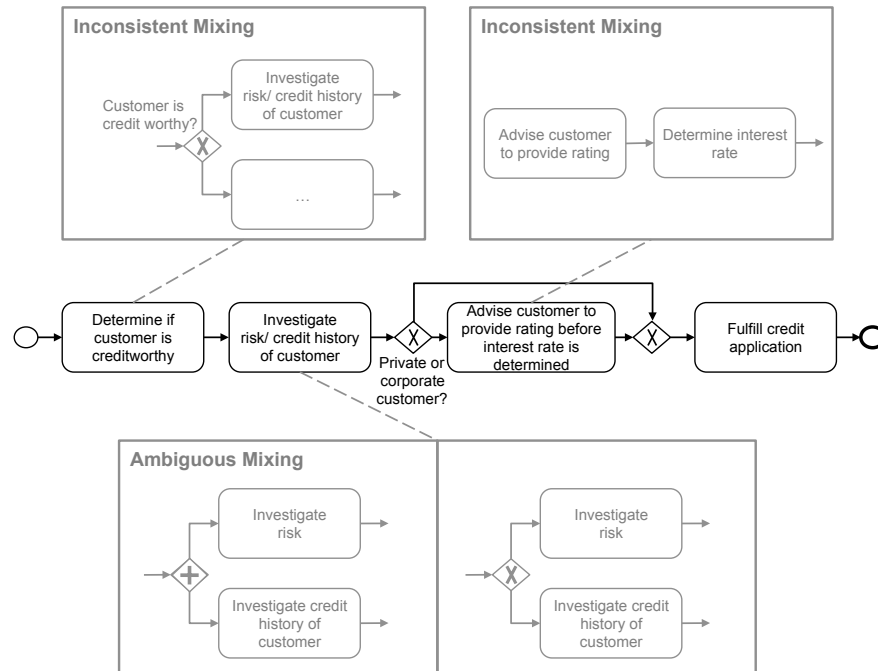 Inconsistent Mixing
Customer is
credit worthy?
Investigate
risk/ credit history
of customer
...
Inconsistent Mixing
Advise customer
to provide rating
Determine interest
rate
Determine if
customer is
creditworthy
Investigate
risk/ credit history
of customer
Private or
corporate
customer?
Advise customer to
provide rating before
interest rate is
determined
Fulfill credit
application
Ambiguous Mixing
Investigate
risk
Investigate credit
history of
customer
Investigate
risk
Investigate credit
history of
customer